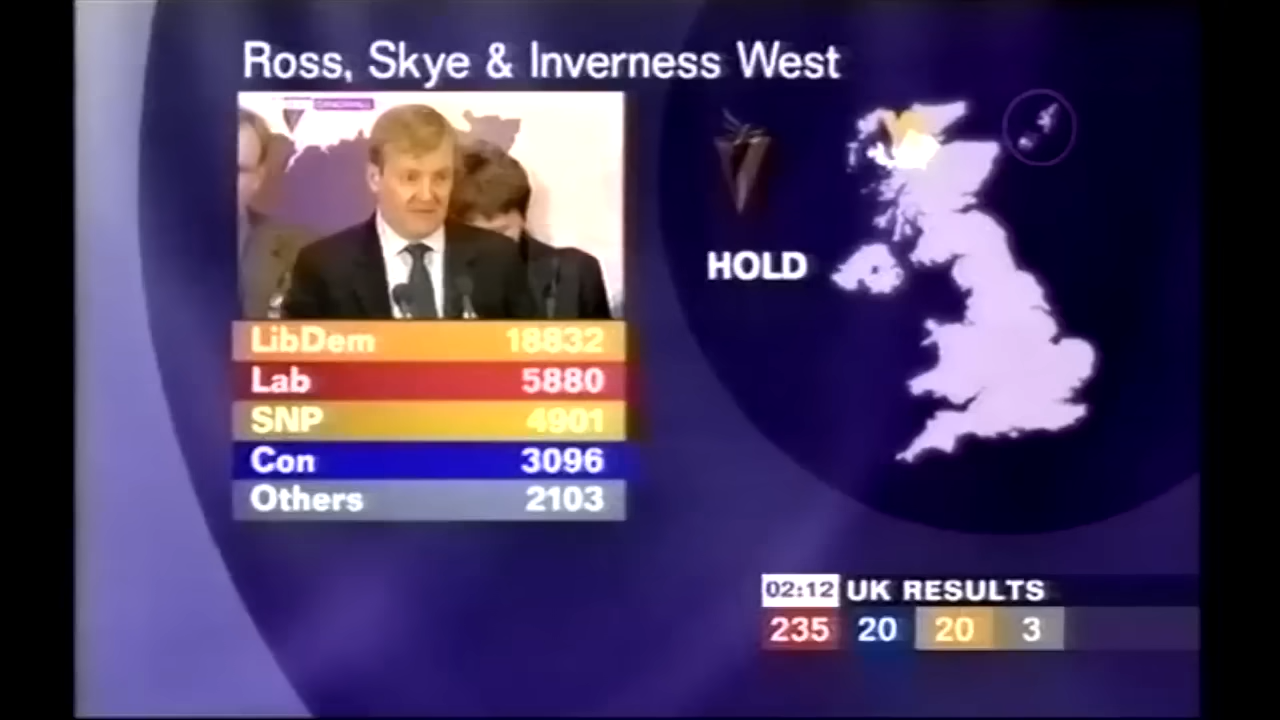 Ross, Skye & Inverness West
HOLD
LibDem 18832
Lab 5880
SNP 4901
Con 3096
Others 2103
02:12 UK RESULTS
235 20 20 3